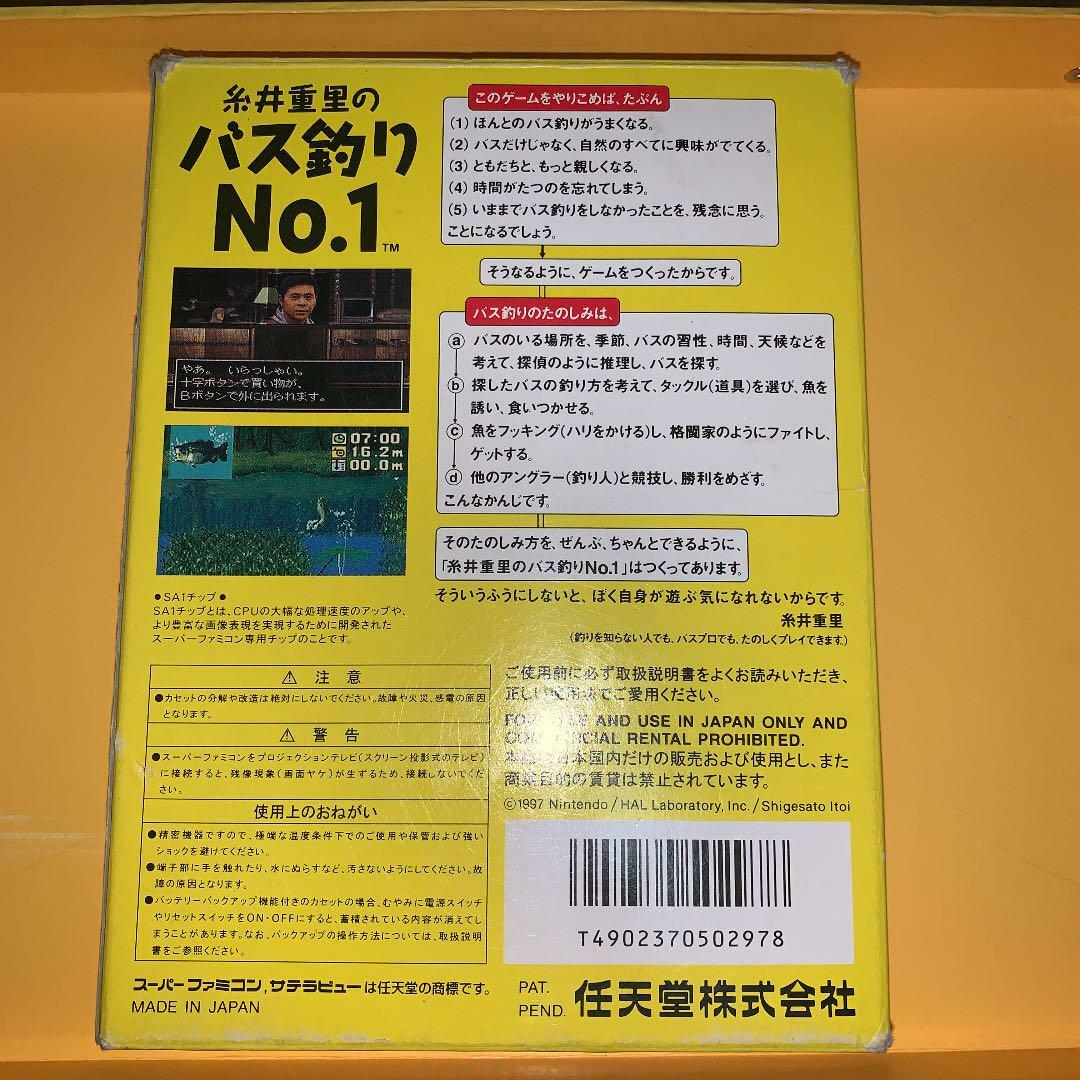 糸井重里の
バス釣り
No.1™
やあ。 いらっしゃい。
十字ボタンで買い物が、
Bボタンで外に出られます。
07:00
16.2m
00.0m
●SA1チップ●
SA1チップとは、CPUの大幅な処理速度のアップや、
より豊富な画像表現を実現するために開発された
スーパーファミコン専用チップのことです。
このゲームをやりこめば、たぶん
(1) ほんとのバス釣りがうまくなる。
(2) バスだけじゃなく、自然のすべてに興味がでてくる。
(3) ともだちと、もっと親しくなる。
(4) 時間がたつのを忘れてしまう。
(5) いままでバス釣りをしなかったことを、残念に思う。
ことになるでしょう。
そうなるように、ゲームをつくったからです。
バス釣りのたのしみは、
ⓐ バスのいる場所を、季節、バスの習性、時間、天候などを
考えて、探偵のように推理し、バスを探す。
ⓑ 探したバスの釣り方を考えて、タックル(道具)を選び、魚を
誘い、食いつかせる。
ⓒ 魚をフッキング(ハリをかける)し、格闘家のようにファイトし、
ゲットする。
ⓓ 他のアングラー(釣り人)と競技し、勝利をめざす。
こんなかんじです。
そのたのしみ方を、ぜんぶ、ちゃんとできるように、
「糸井重里のバス釣りNo.1」はつくってあります。
そういうふうにしないと、ぼく自身が遊ぶ気になれないからです。
糸井重里
(釣りを知らない人でも、バスプロでも、たのしくプレイできます。)
⚠ 注 意
●カセットの分解や改造は絶対にしないでください。故障や火災、感電の原因
となります。
⚠ 警 告
●スーパーファミコンをプロジェクションテレビ(スクリーン投影式のテレビ)
に接続すると、残像現象(画面ヤケ)が生ずるため、接続しないでくだ
さい。
使用上のおねがい
●精密機器ですので、極端な温度条件下でのご使用や保管および強い
ショックを避けてください。
●端子部に手を触れたり、水にぬらすなど、汚さないようにしてください。故
障の原因となります。
●バッテリーバックアップ機能付きのカセットの場合、むやみに電源スイッチ
やリセットスイッチをON・OFFにすると、蓄積されている内容が消えてし
まうことがあります。なお、バックアップの操作方法については、取扱説明
書をご参照ください。
ご使用前に必ず取扱説明書をよくお読みいただき、
正しい使用法でご愛用ください。
FOR SALE AND USE IN JAPAN ONLY AND
COMMERCIAL RENTAL PROHIBITED.
本品は日本国内だけの販売および使用とし、また
商業目的の賃貸は禁止されています。
©1997 Nintendo/HAL Laboratory, Inc./Shigesato Itoi
T4902370502978
スーパーファミコン,サテラビューは任天堂の商標です。
MADE IN JAPAN
PAT.
PEND.
任天堂株式会社